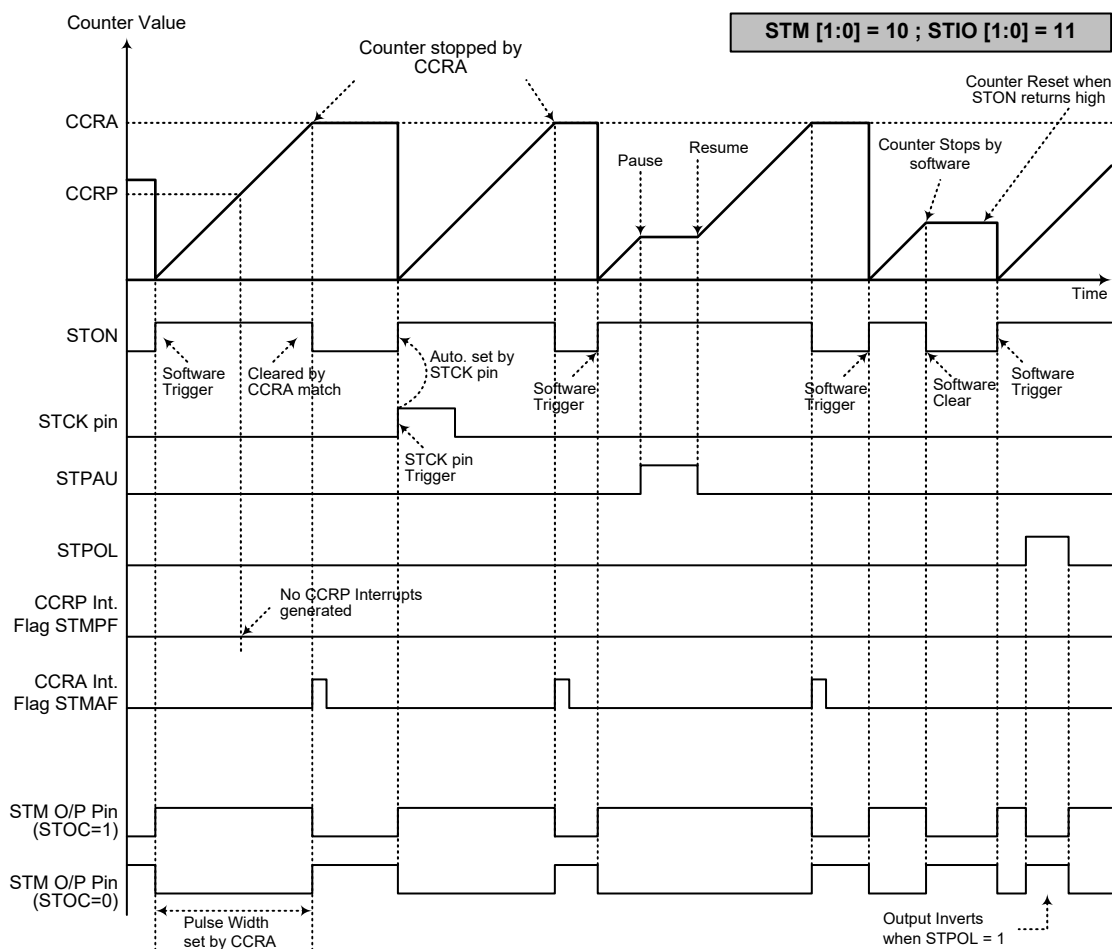 Counter Value
STM [1:0] = 10 ; STIO [1:0] = 11
Counter stopped by
CCRA
Counter Reset when
STON returns high
CCRA
Counter Stops by
software
Pause
Resume
CCRP
Time
STON
Software
Trigger
Cleared by
CCRA match
Auto. set by
STCK pin
Software
Trigger
Software
Trigger
Software
Clear
Software
Trigger
STCK pin
STCK pin
Trigger
STPAU
STPOL
No CCRP Interrupts
generated
CCRP Int.
Flag STMPF
CCRA Int.
Flag STMAF
STM O/P Pin
(STOC=1)
STM O/P Pin
(STOC=0)
Pulse Width
set by CCRA
Output Inverts
when STPOL = 1